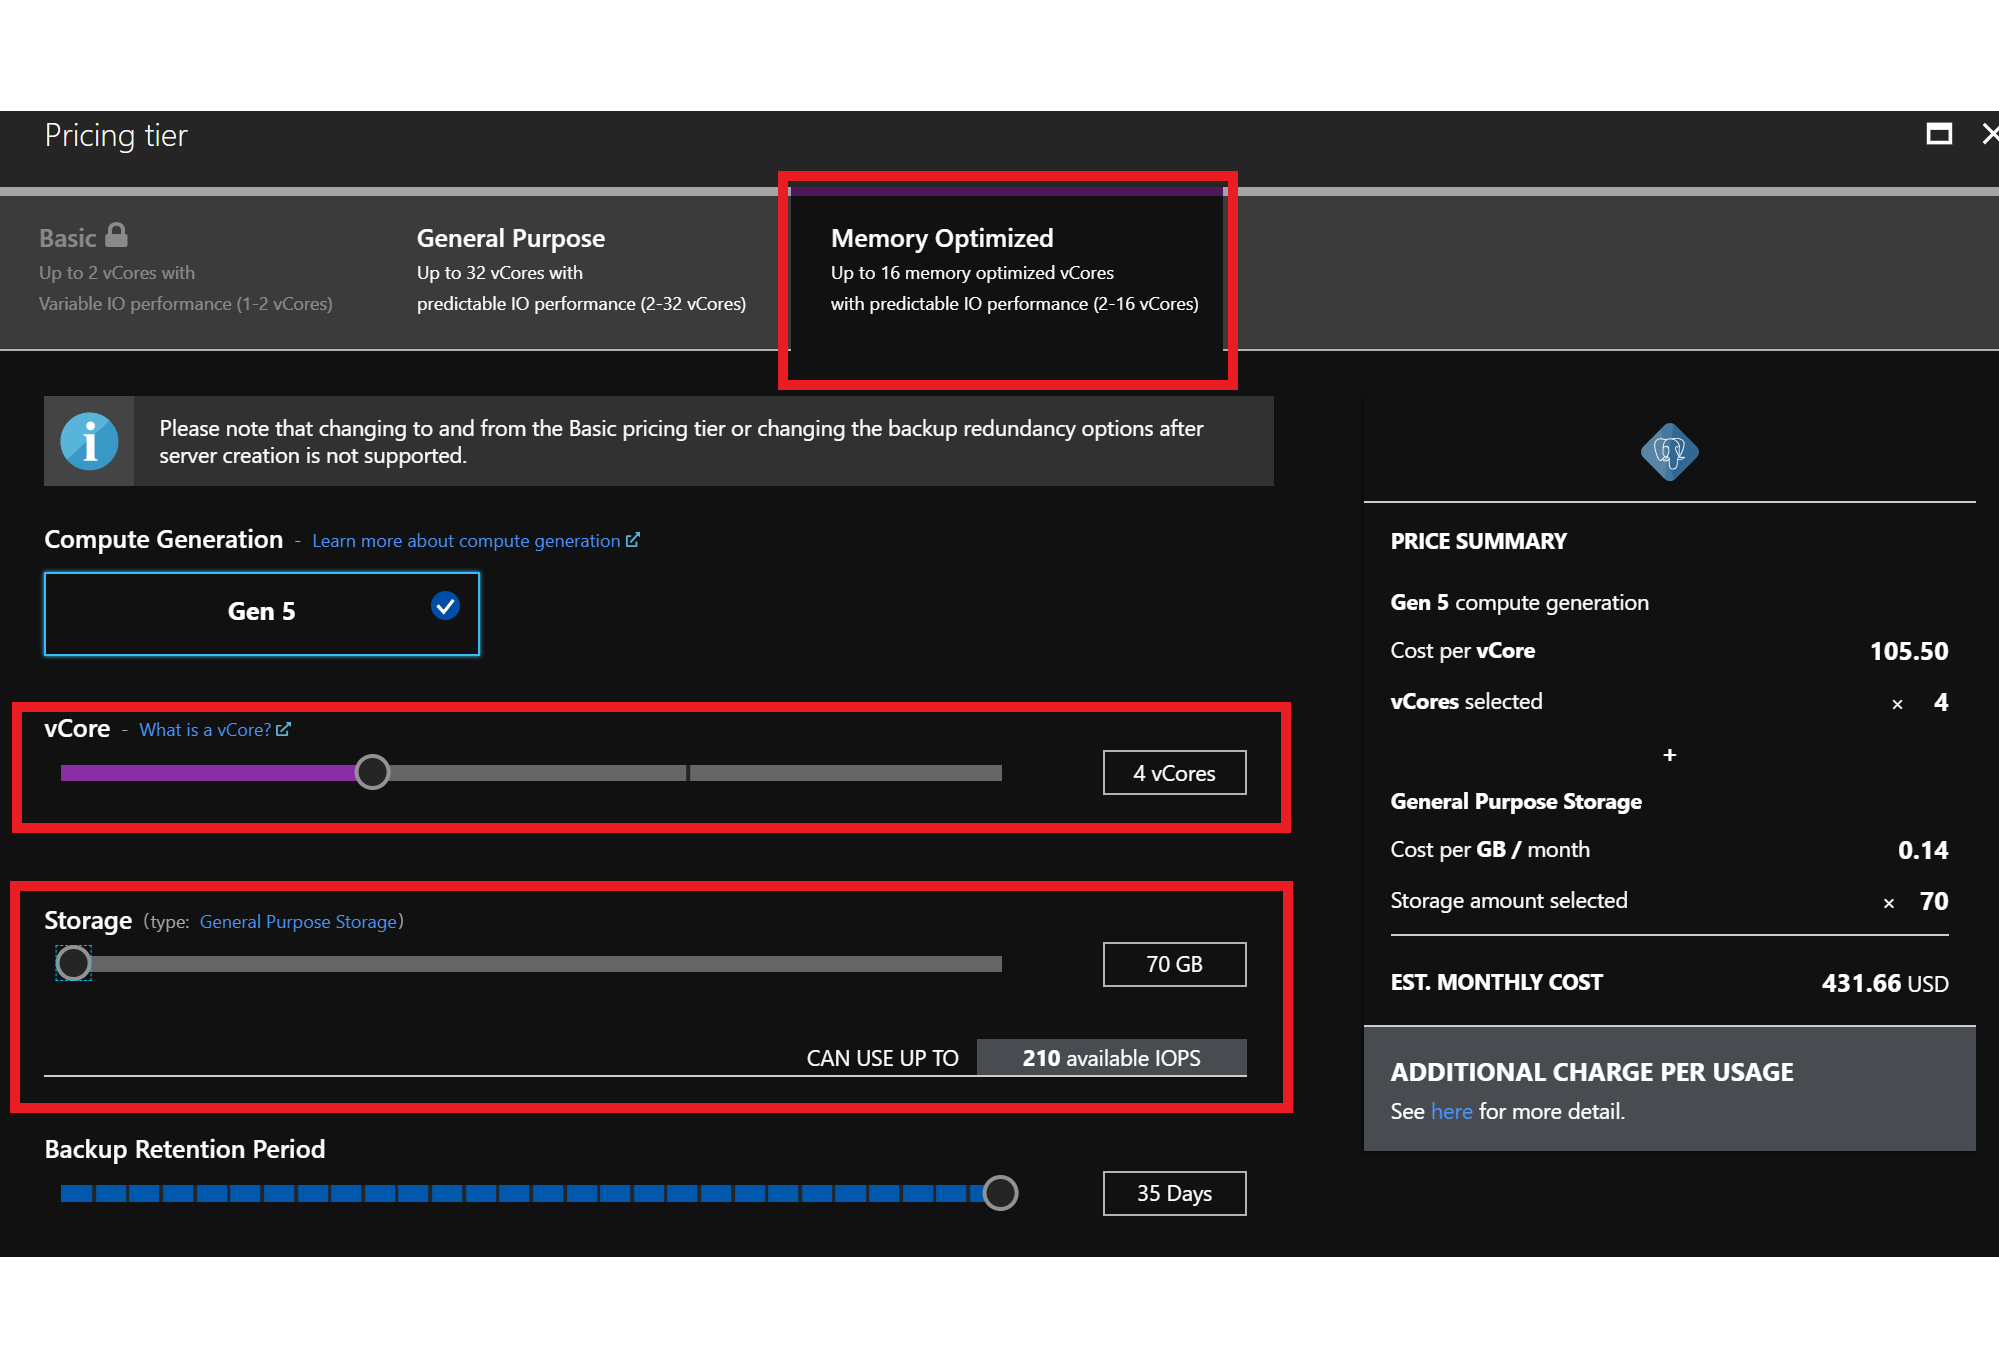 Pricing tier
Basic
Up to 2 vCores with
Variable IO performance (1-2 vCores)
General Purpose
Up to 32 vCores with
predictable IO performance (2-32 vCores)
Memory Optimized
Up to 16 memory optimized vCores
with predictable IO performance (2-16 vCores)
Please note that changing to and from the Basic pricing tier or changing the backup redundancy options after
server creation is not supported.
Compute Generation - Learn more about compute generation
Gen 5
vCore - What is a vCore?
4 vCores
Storage (type: General Purpose Storage)
70 GB
CAN USE UP TO 210 available IOPS
Backup Retention Period
35 Days
PRICE SUMMARY
Gen 5 compute generation
Cost per vCore 105.50
vCores selected × 4
+
General Purpose Storage
Cost per GB / month 0.14
Storage amount selected × 70
EST. MONTHLY COST 431.66 USD
ADDITIONAL CHARGE PER USAGE
See here for more detail.